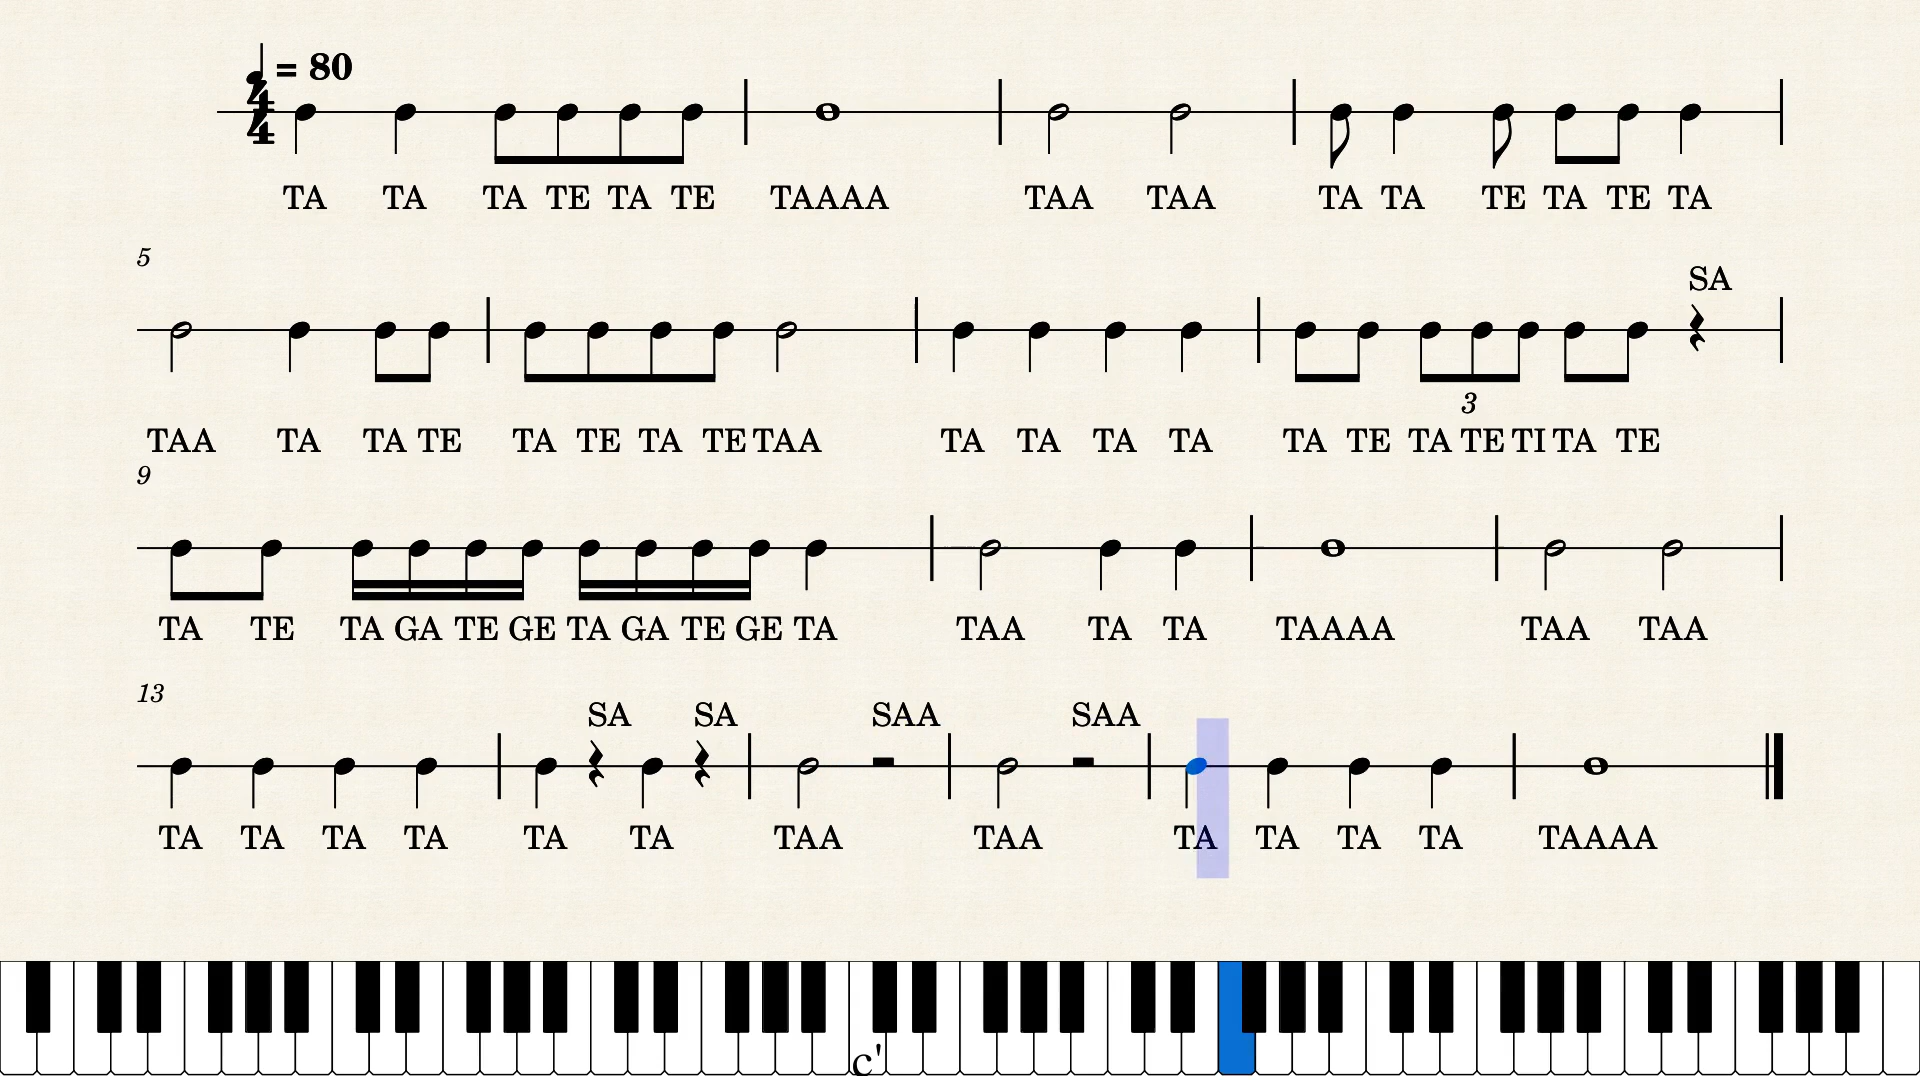 = 80
4
4
TA TA TA TE TA TE TAAAA TAA TAA TA TA TE TA TE TA
5
SA
TAA TA TA TE TA TE TA TE TAA TA TA TA TA TA TE TA TE TI TA TE
3
9
TA TE TA GA TE GE TA GA TE GE TA TAA TA TA TAAAA TAA TAA
13
SA SA SAA SAA
TA TA TA TA TA TA TAA TAA TA TA TA TA TAAAA
c'